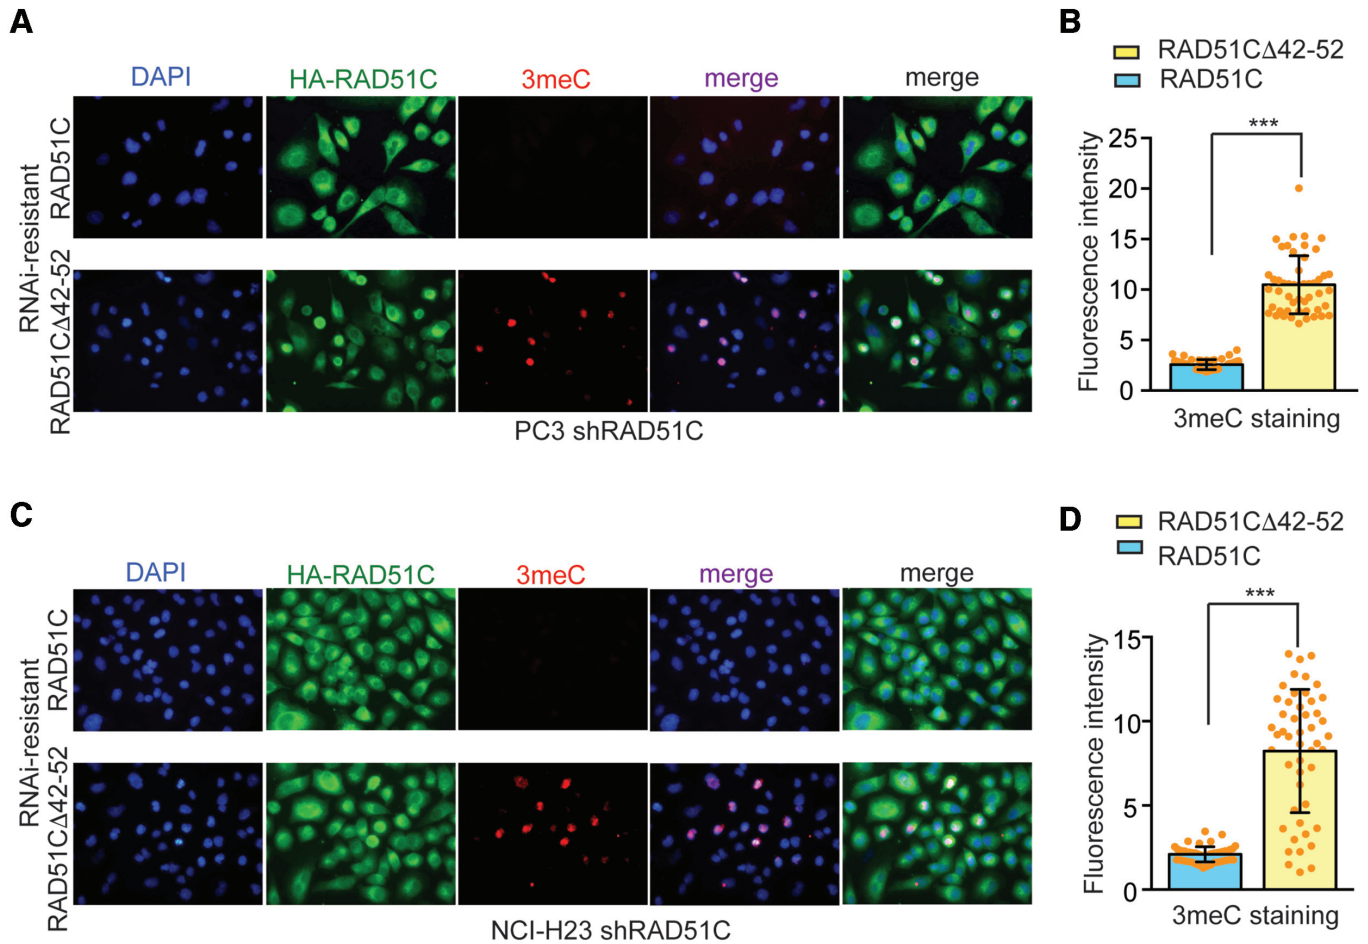 A
DAPI
HA-RAD51C
3meC
merge
merge
RNAi-resistant
RAD51C
RAD51CΔ42-52
PC3 shRAD51C
B
RAD51CΔ42-52
RAD51C
***
Fluorescence intensity
25
20
15
10
5
0
3meC staining
C
DAPI
HA-RAD51C
3meC
merge
merge
RNAi-resistant
RAD51C
RAD51CΔ42-52
NCI-H23 shRAD51C
D
RAD51CΔ42-52
RAD51C
***
Fluorescence intensity
15
10
5
0
3meC staining